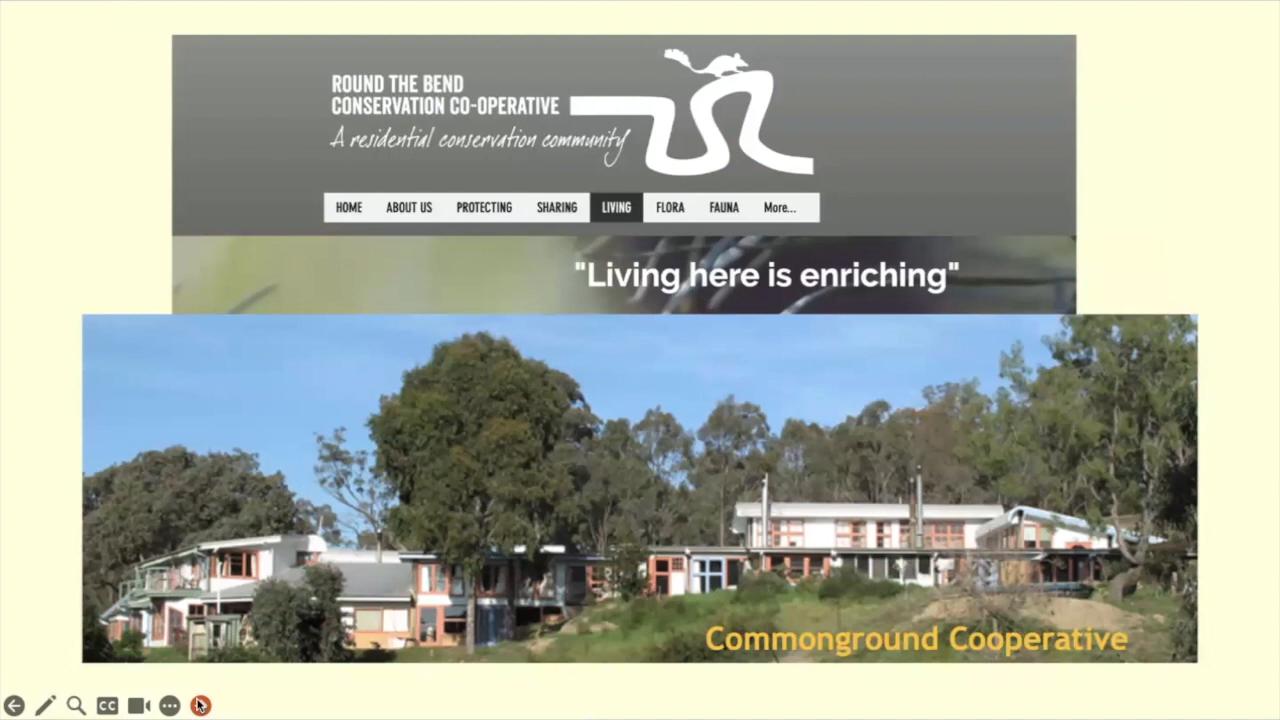 ROUND THE BEND
CONSERVATION CO-OPERATIVE
A residential conservation community
HOME ABOUT US PROTECTING SHARING LIVING FLORA FAUNA More...
"Living here is enriching"
Commonground Cooperative
CC